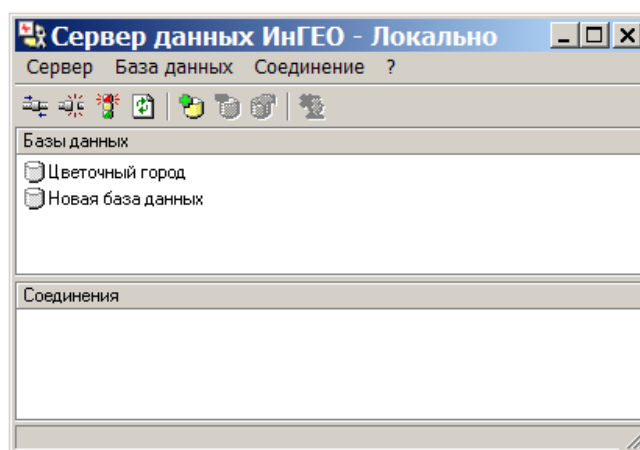 Сервер данных ИнГЕО - Локально
Сервер База данных Соединение ?
Базы данных
Цветочный город
Новая база данных
Соединения